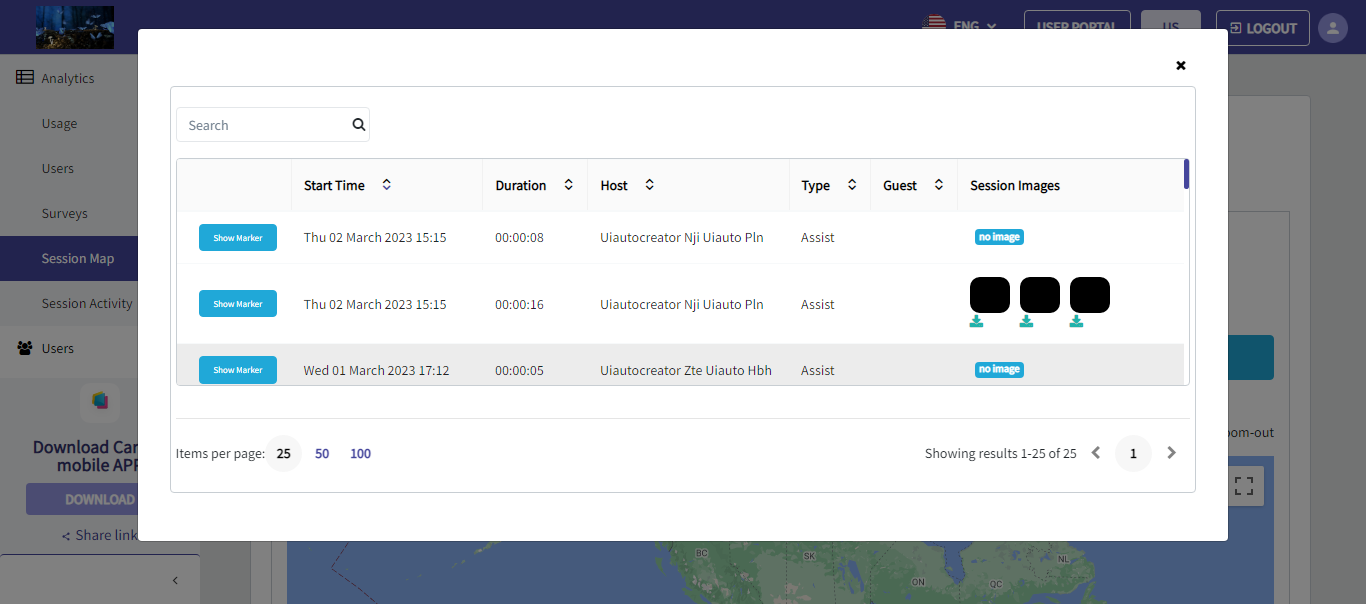 ENG
USER PORTAL
US
LOGOUT
Analytics
Usage
Users
Surveys
Session Map
Session Activity
Users
Download Car
mobile APP
DOWNLOAD
Share link
Search
Start Time Duration Host Type Guest Session Images
Show Marker Thu 02 March 2023 15:15 00:00:08 Uiautocreator Nji Uiauto Pln Assist no image
Show Marker Thu 02 March 2023 15:15 00:00:16 Uiautocreator Nji Uiauto Pln Assist
Show Marker Wed 01 March 2023 17:12 00:00:05 Uiautocreator Zte Uiauto Hbh Assist no image
Items per page: 25 50 100
Showing results 1-25 of 25 1
oom-out
BC
SK
ON
QC
NL